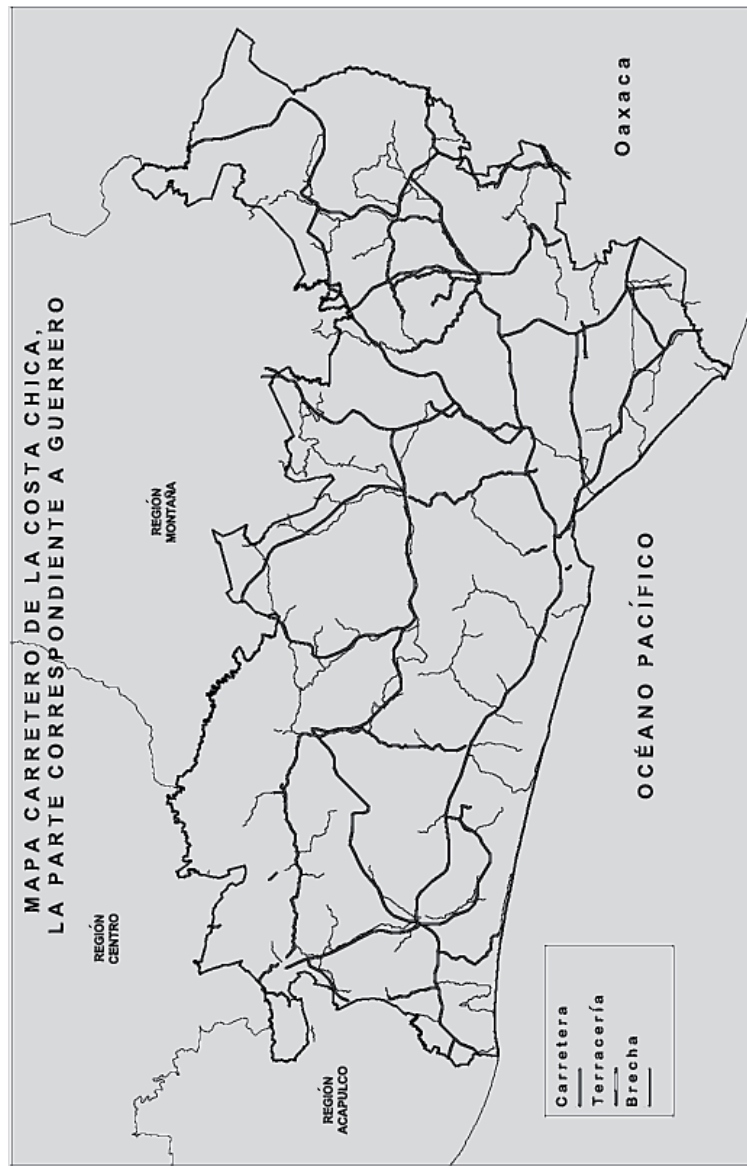 MAPA CARRETERO DE LA COSTA CHICA,
LA PARTE CORRESPONDIENTE A GUERRERO
REGIÓN
CENTRO
REGIÓN
MONTAÑA
REGIÓN
ACAPULCO
Oaxaca
OCÉANO PACÍFICO
Carretera
Terracería
Brecha